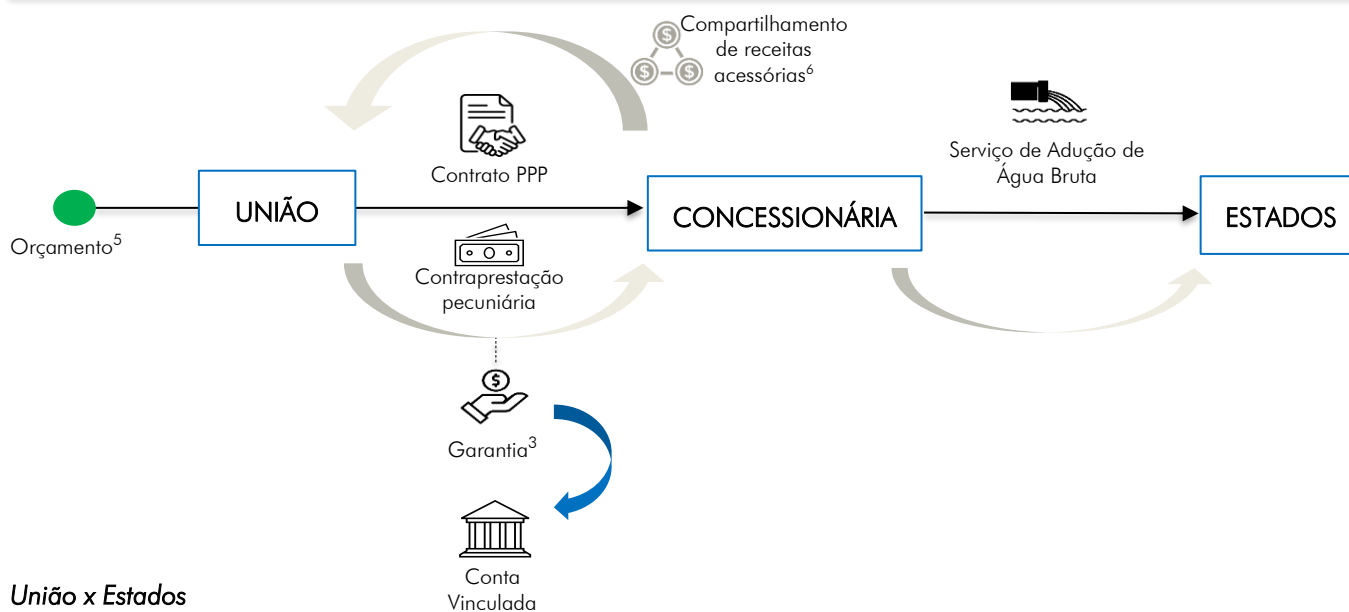 Compartilhamento
de receitas
acessórias⁶
Contrato PPP
Serviço de Adução de
Água Bruta
UNIÃO
CONCESSIONÁRIA
ESTADOS
Orçamento⁵
Contraprestação
pecuniária
Garantia³
Conta
Vinculada
União x Estados